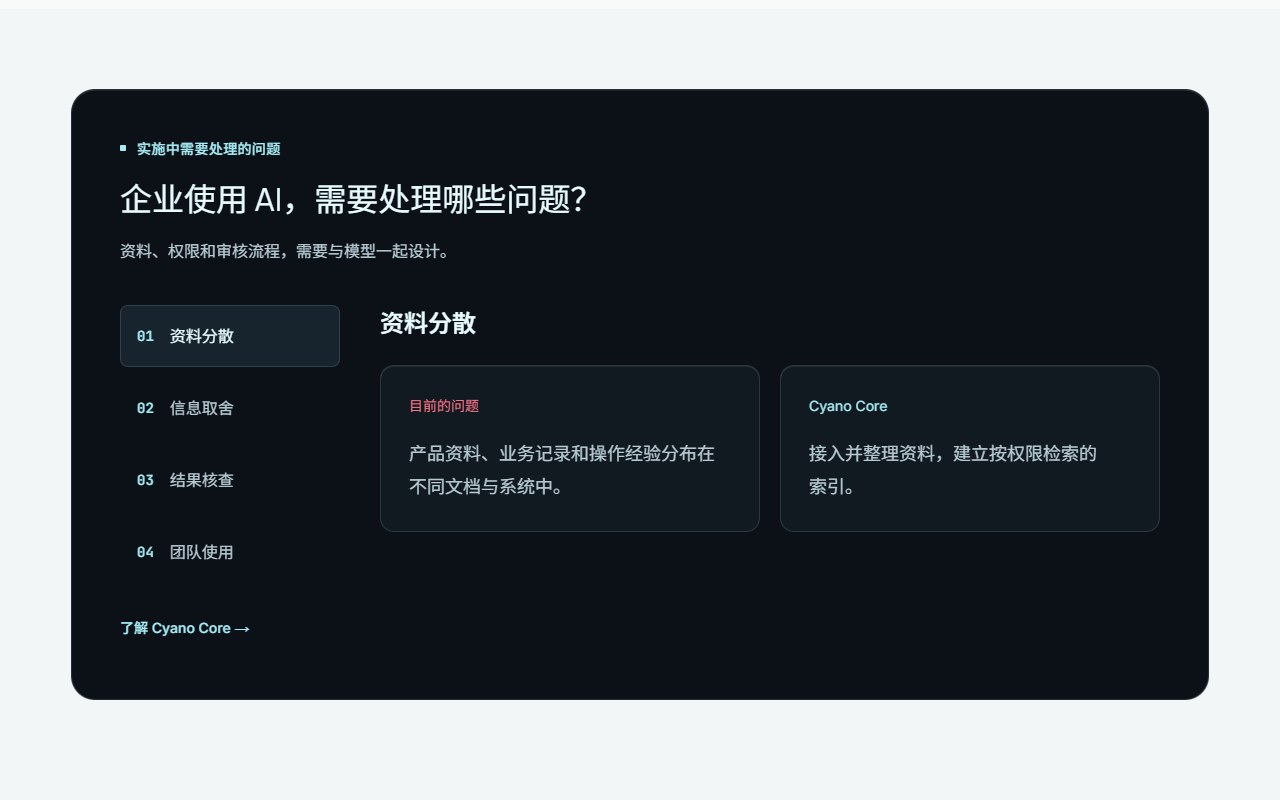 实施中需要处理的问题
企业使用 AI，需要处理哪些问题？
资料、权限和审核流程，需要与模型一起设计。
01 资料分散
02 信息取舍
03 结果核查
04 团队使用
了解 Cyano Core →
资料分散
目前的问题
产品资料、业务记录和操作经验分布在
不同文档与系统中。
Cyano Core
接入并整理资料，建立按权限检索的
索引。